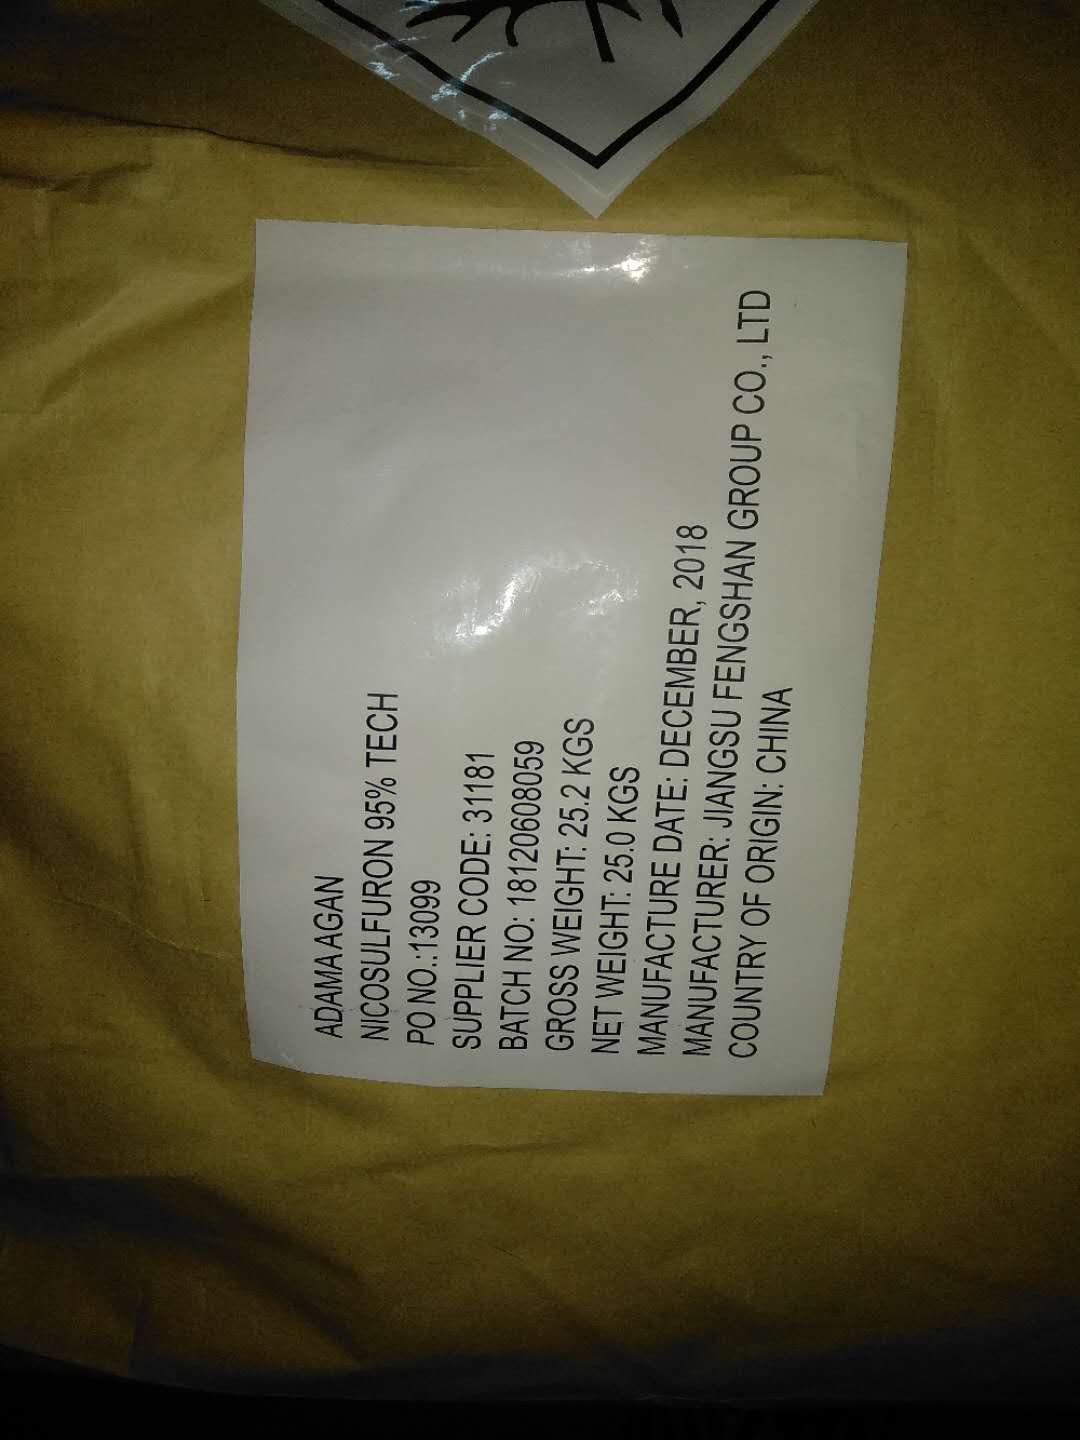 ADAMA AGAN
NICOSULFURON 95% TECH
PO NO.:13099
SUPPLIER CODE: 31181
BATCH NO: 18120608059
GROSS WEIGHT: 25.2 KGS
NET WEIGHT: 25.0 KGS
MANUFACTURE DATE: DECEMBER, 2018
MANUFACTURER: JIANGSU FENGSHAN GROUP CO., LTD
COUNTRY OF ORIGIN: CHINA